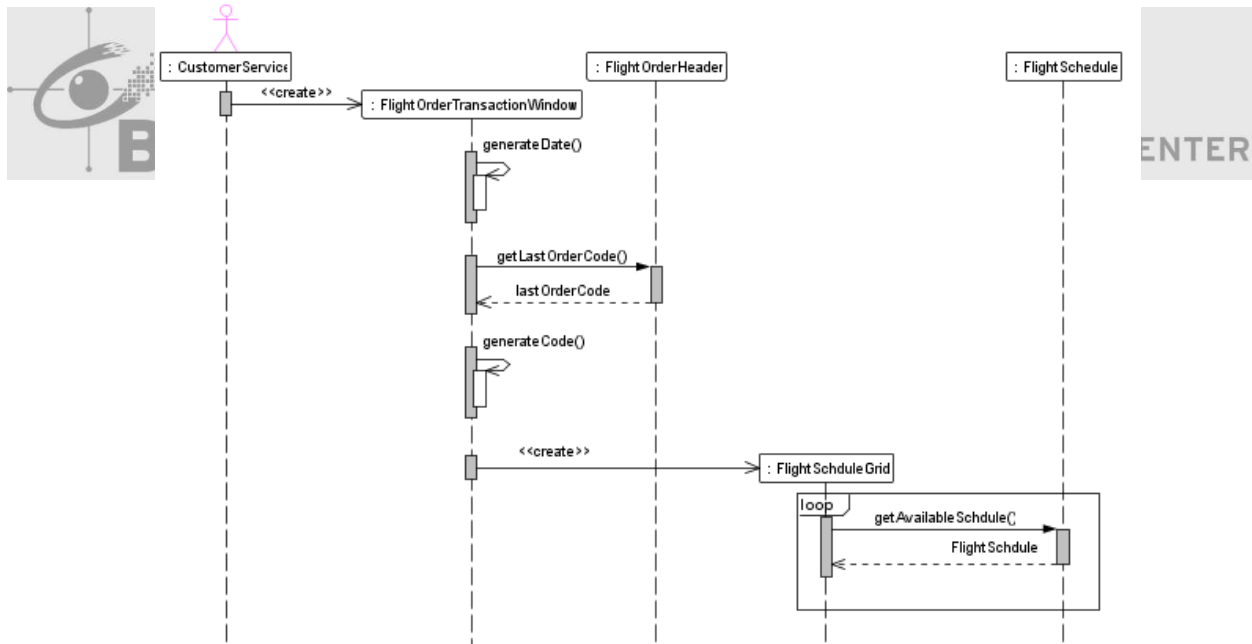 : CustomerService
: FlightOrderHeader
: FlightSchedule
<<create>>
: FlightOrderTransactionWindow
B
ENTER
generateDate()
getLastOrderCode()
lastOrderCode
generateCode()
<<create>>
: FlightSchduleGrid
loop
getAvailableSchdule()
FlightSchdule